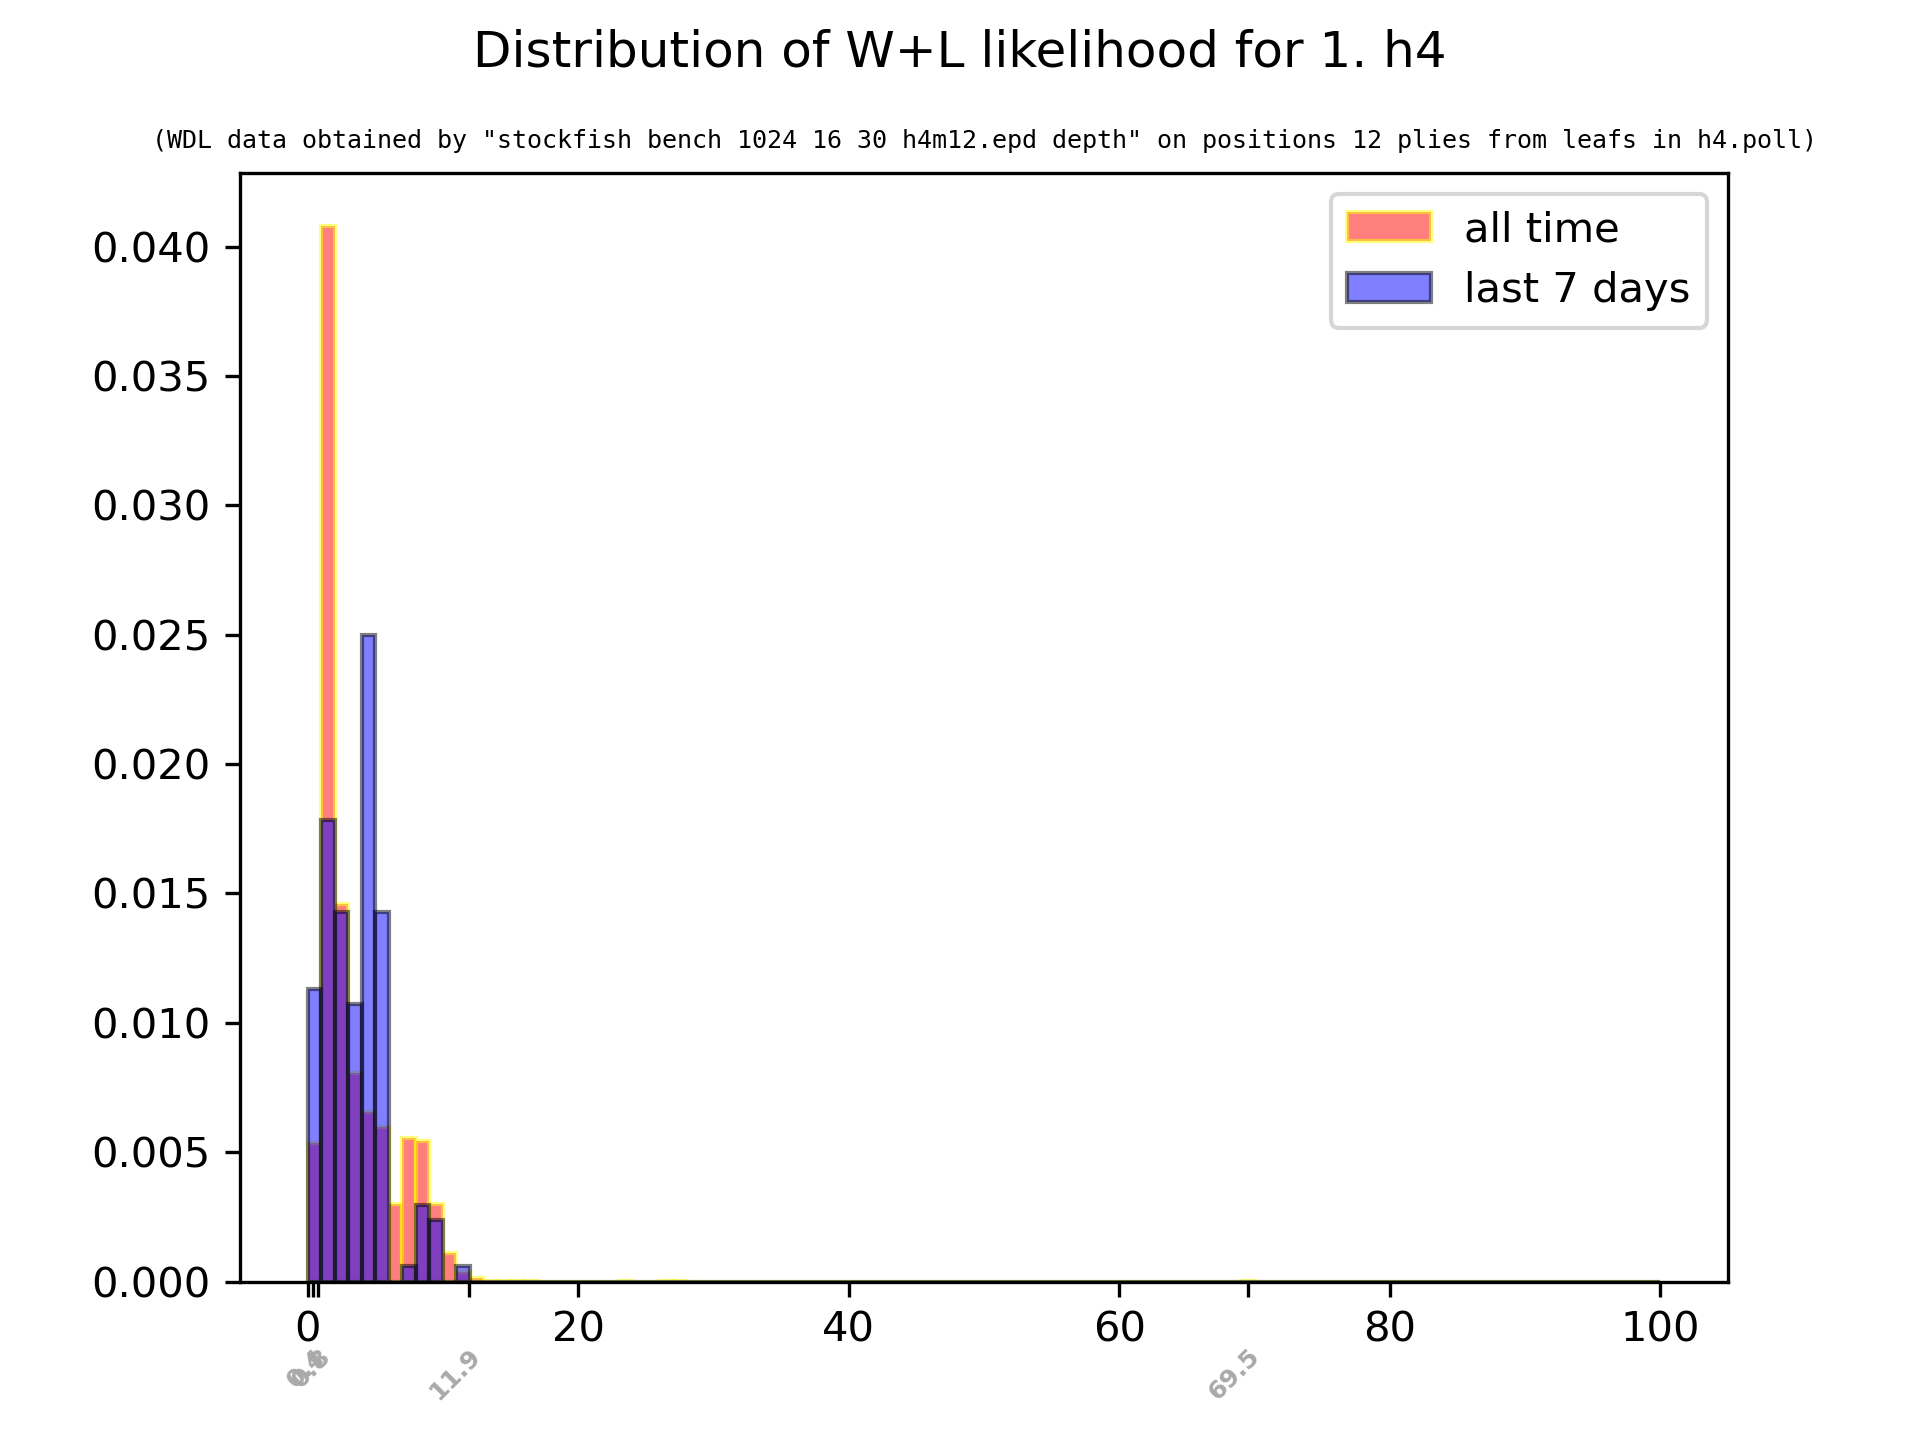 Distribution of W+L likelihood for 1. h4
(WDL data obtained by "stockfish bench 1024 16 30 h4m12.epd depth" on positions 12 plies from leafs in h4.poll)
all time
last 7 days
0.040
0.035
0.030
0.025
0.020
0.015
0.010
0.005
0.000
0 20 40 60 80 100
11.9 69.5